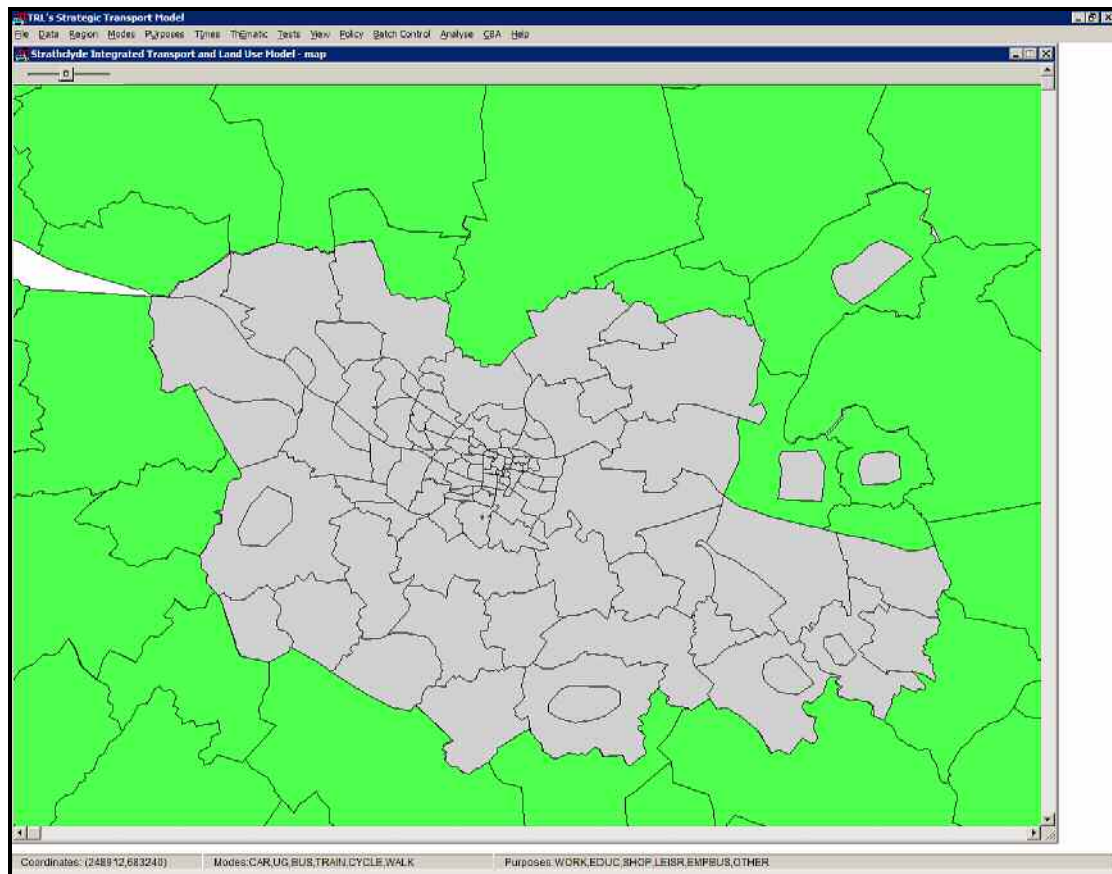 TRL's Strategic Transport Model
File Data Region Modes Purposes Times Thematic Tests View Policy Batch Control Analyse CBA Help
Strathclyde Integrated Transport and Land Use Model - map
0
Coordinates: (248912,683240) Modes:CAR,UG,BUS,TRAIN,CYCLE,WALK Purposes:WORK,EDUC,SHOP,LEISR,EMPBUS,OTHER